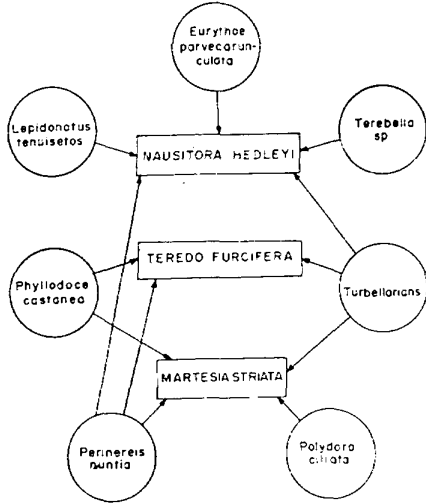 Eurythoe
parvecarun-
culata
Lepidonotus
tenuisetos
Terebella
sp
NAUSITORA HEDLEYI
TEREDO FURCIFERA
Phyllodoce
castanea
Turbellarians
MARTESIA STRIATA
Perinereis
nuntia
Polydora
ciliata